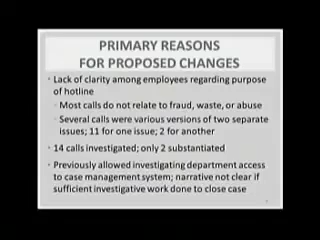 PRIMARY REASONS
FOR PROPOSED CHANGES
• Lack of clarity among employees regarding purpose
of hotline
Most calls do not relate to fraud, waste, or abuse
Several calls were various versions of two separate
issues; 11 for one issue; 2 for another
• 14 calls investigated; only 2 substantiated
• Previously allowed investigating department access
to case management system; narrative not clear if
sufficient investigative work done to close case